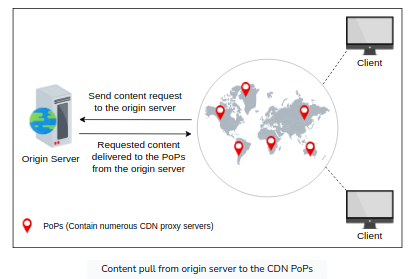 Client
Send content request
to the origin server
Origin Server
Requested content
delivered to the PoPs
from the origin server
PoPs (Contain numerous CDN proxy servers)
Client
Content pull from origin server to the CDN PoPs